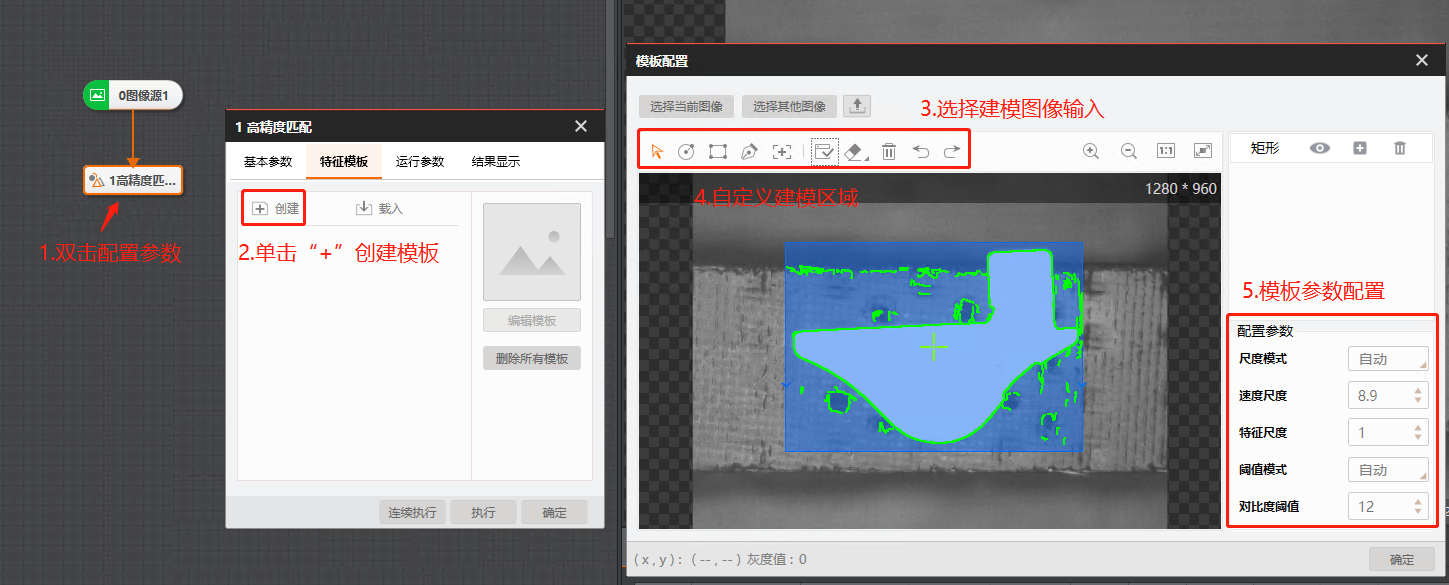 0图像源1
1高精度匹...
1.双击配置参数
1 高精度匹配
基本参数 特征模板 运行参数 结果显示
创建 载入
2.单击“+”创建模板
编辑模板
删除所有模板
连续执行 执行 确定
模板配置
选择当前图像 选择其他图像
3.选择建模图像输入
1:1
矩形
4.自定义建模区域
1280 * 960
5.模板参数配置
配置参数
尺度模式 自动
速度尺度 8.9
特征尺度 1
阈值模式 自动
对比度阈值 12
(x,y): (--,--) 灰度值: 0
确定